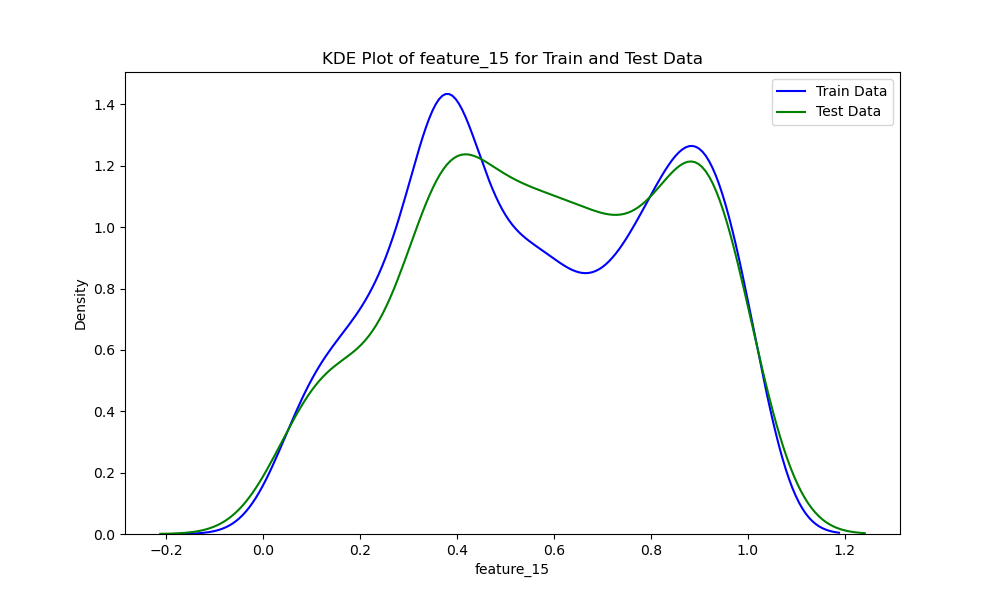 KDE Plot of feature_15 for Train and Test Data
Train Data
Test Data
Density
1.4
1.2
1.0
0.8
0.6
0.4
0.2
0.0
−0.2 0.0 0.2 0.4 0.6 0.8 1.0 1.2
feature_15